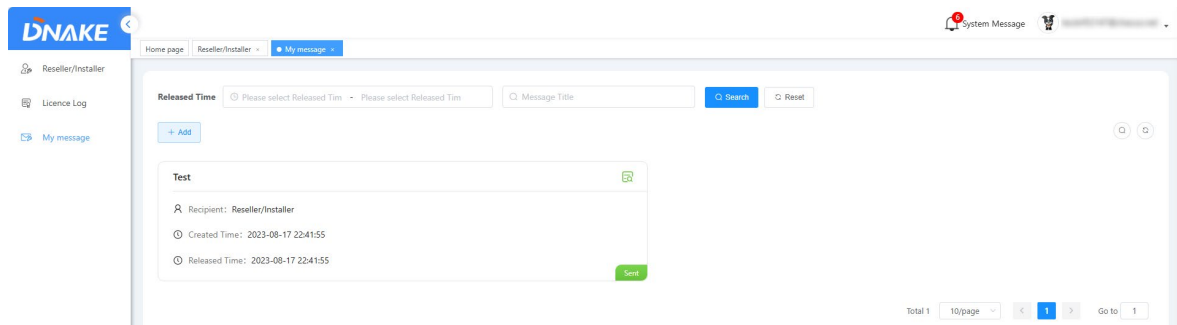 DNAKE
6
System Message
Home page
Reseller/Installer ×
My message ×
Reseller/Installer
Licence Log
My message
Released Time Please select Released Tim - Please select Released Tim
Message Title
Search
Reset
+ Add
Test
Recipient: Reseller/Installer
Created Time: 2023-08-17 22:41:55
Released Time: 2023-08-17 22:41:55
Sent
Total 1 10/page < 1 > Go to 1